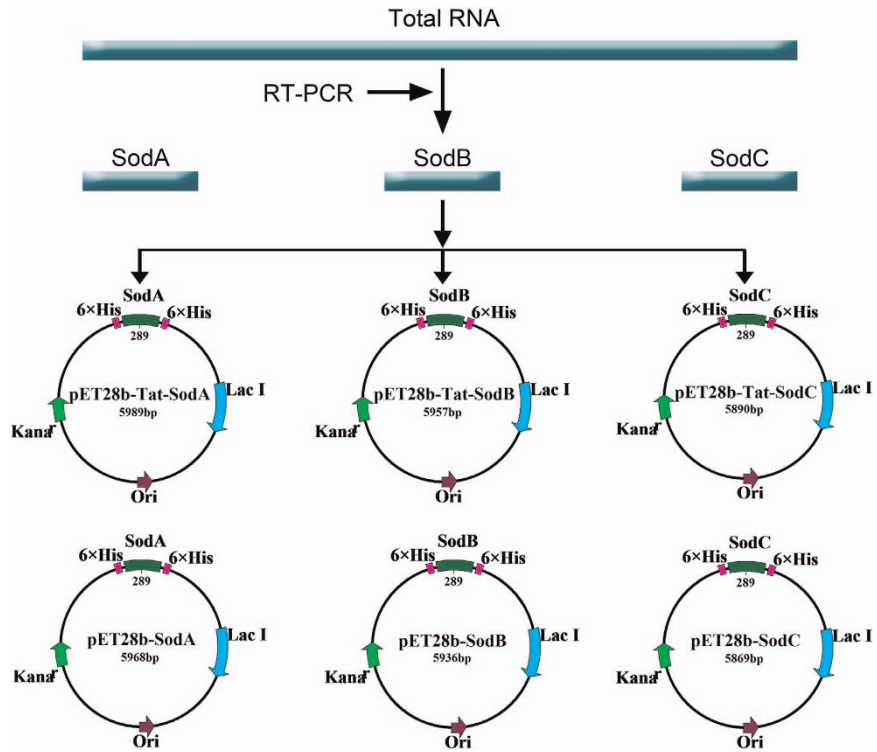 Total RNA
RT-PCR
SodA
SodB
SodC
SodA
6×His
6×His
289
pET28b-Tat-SodA
5989bp
Lac I
Kanaʳ
Ori
SodB
6×His
6×His
289
pET28b-Tat-SodB
5957bp
Lac I
Kanaʳ
Ori
SodC
6×His
6×His
289
pET28b-Tat-SodC
5890bp
Lac I
Kanaʳ
Ori
SodA
6×His
6×His
289
pET28b-SodA
5968bp
Lac I
Kanaʳ
Ori
SodB
6×His
6×His
289
pET28b-SodB
5936bp
Lac I
Kanaʳ
Ori
SodC
6×His
6×His
289
pET28b-SodC
5869bp
Lac I
Kanaʳ
Ori